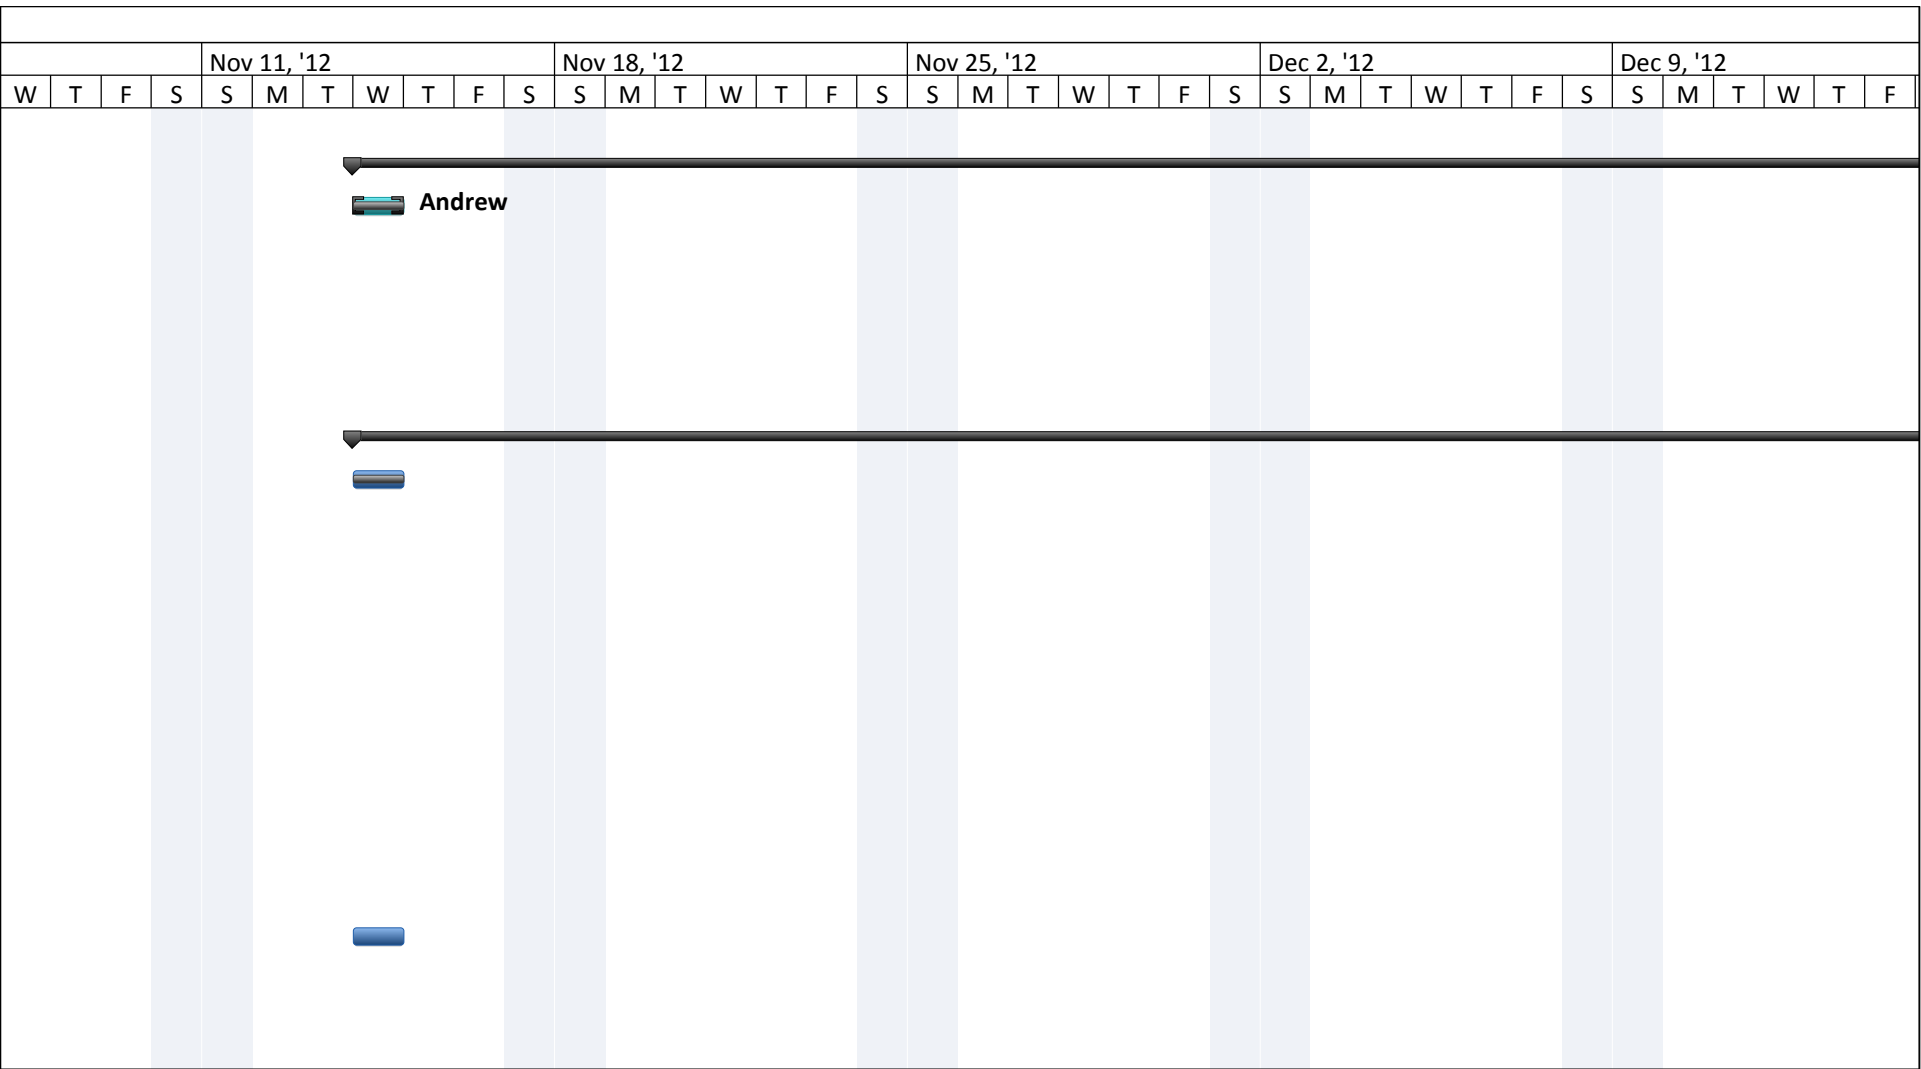 Nov 11, '12 Nov 18, '12 Nov 25, '12 Dec 2, '12 Dec 9, '12
W T F S S M T W T F S S M T W T F S S M T W T F S S M T W T F S S M T W T F
Andrew